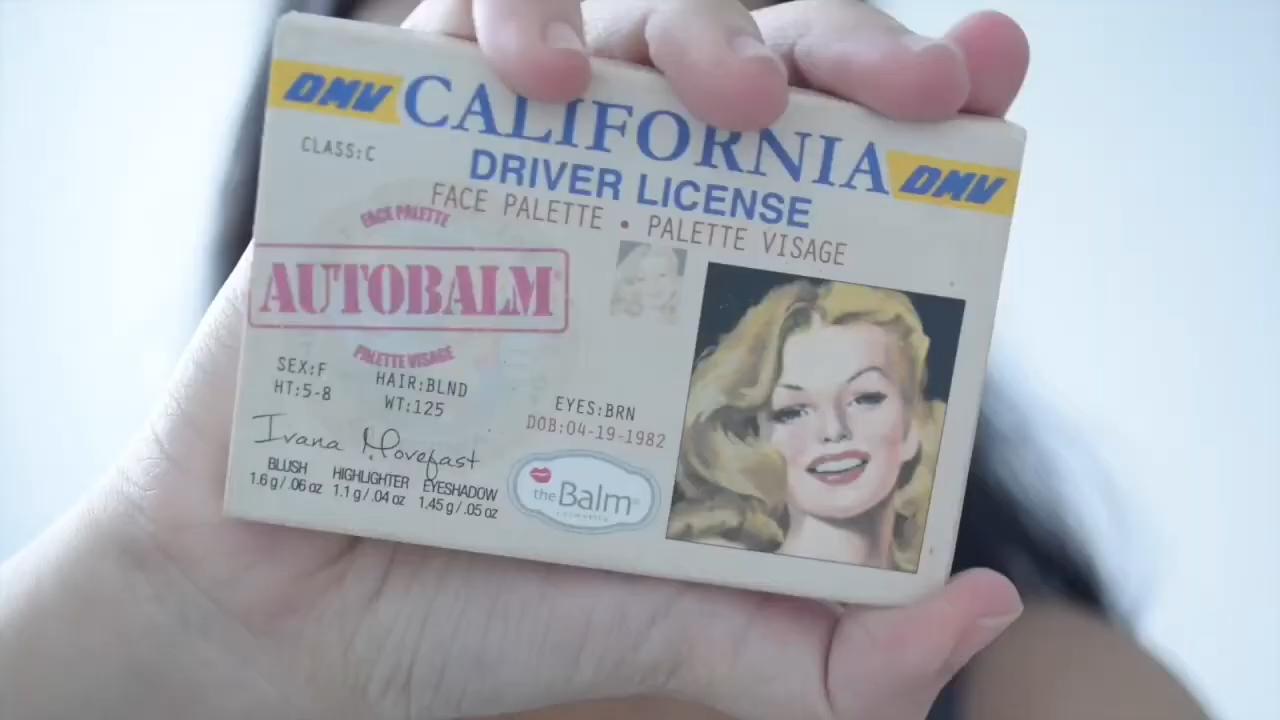 DMV CALIFORNIA DMV
CLASS:C
DRIVER LICENSE
FACE PALETTE • PALETTE VISAGE
FACE PALETTE
AUTOBALM®
PALETTE VISAGE
SEX:F HAIR:BLND EYES:BRN
HT:5-8 WT:125 DOB:04-19-1982
Ivana Movefast
BLUSH HIGHLIGHTER EYESHADOW
1.6 g/.06 oz 1.1 g/.04 oz 1.45 g/.05 oz
theBalm®
COSMETICS